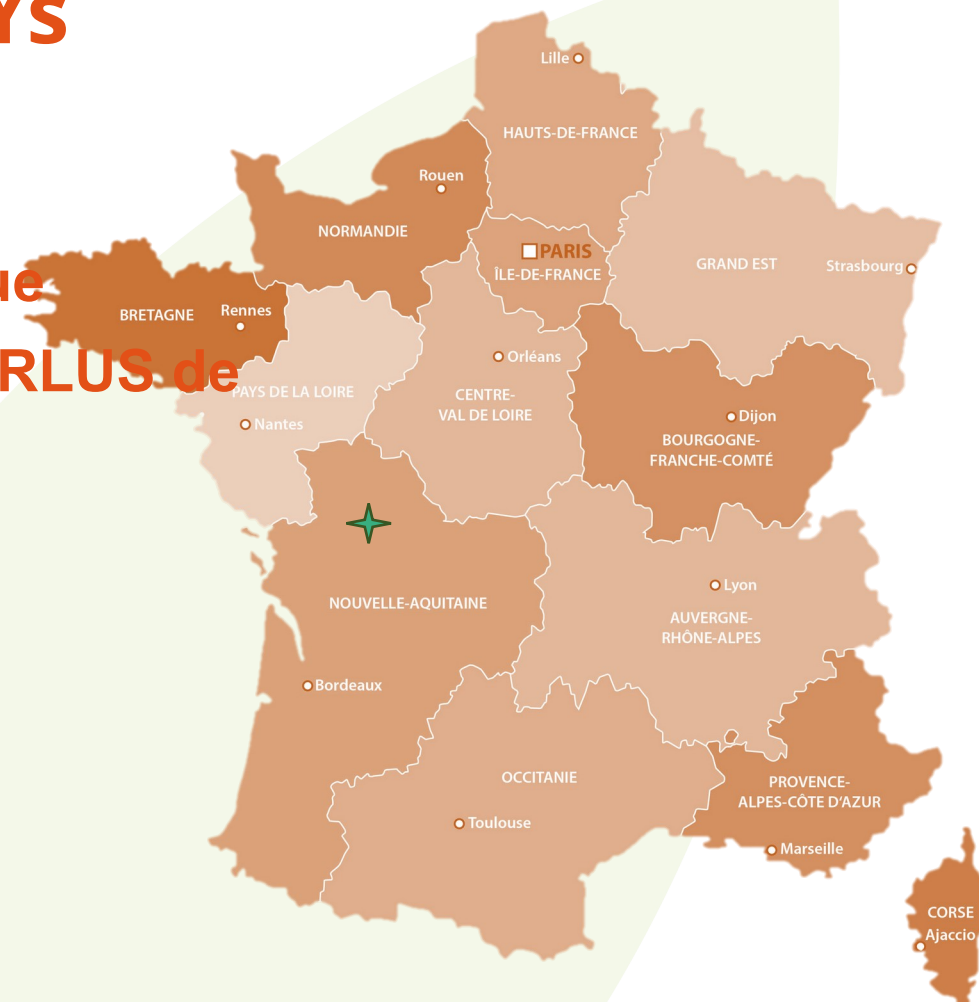 YS
Lille
HAUTS-DE-FRANCE
Rouen
NORMANDIE
PARIS
ÎLE-DE-FRANCE
GRAND EST
Strasbourg
ue
BRETAGNE
Rennes
RLUS de
PAYS DE LA LOIRE
Nantes
Orléans
CENTRE-
VAL DE LOIRE
Dijon
BOURGOGNE-
FRANCHE-COMTÉ
NOUVELLE-AQUITAINE
Lyon
AUVERGNE-
RHÔNE-ALPES
Bordeaux
OCCITANIE
Toulouse
PROVENCE-
ALPES-CÔTE D'AZUR
Marseille
CORSE
Ajaccio